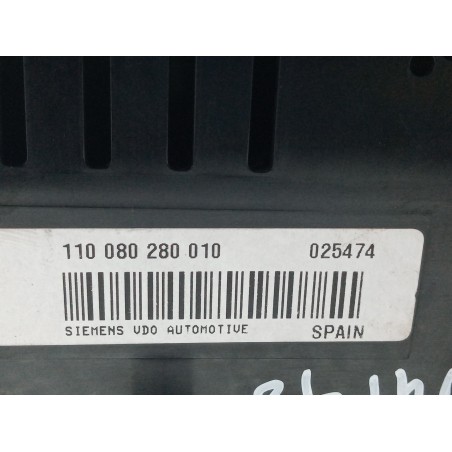 110 080 280 010 025474
SIEMENS VDO AUTOMOTIVE SPAIN